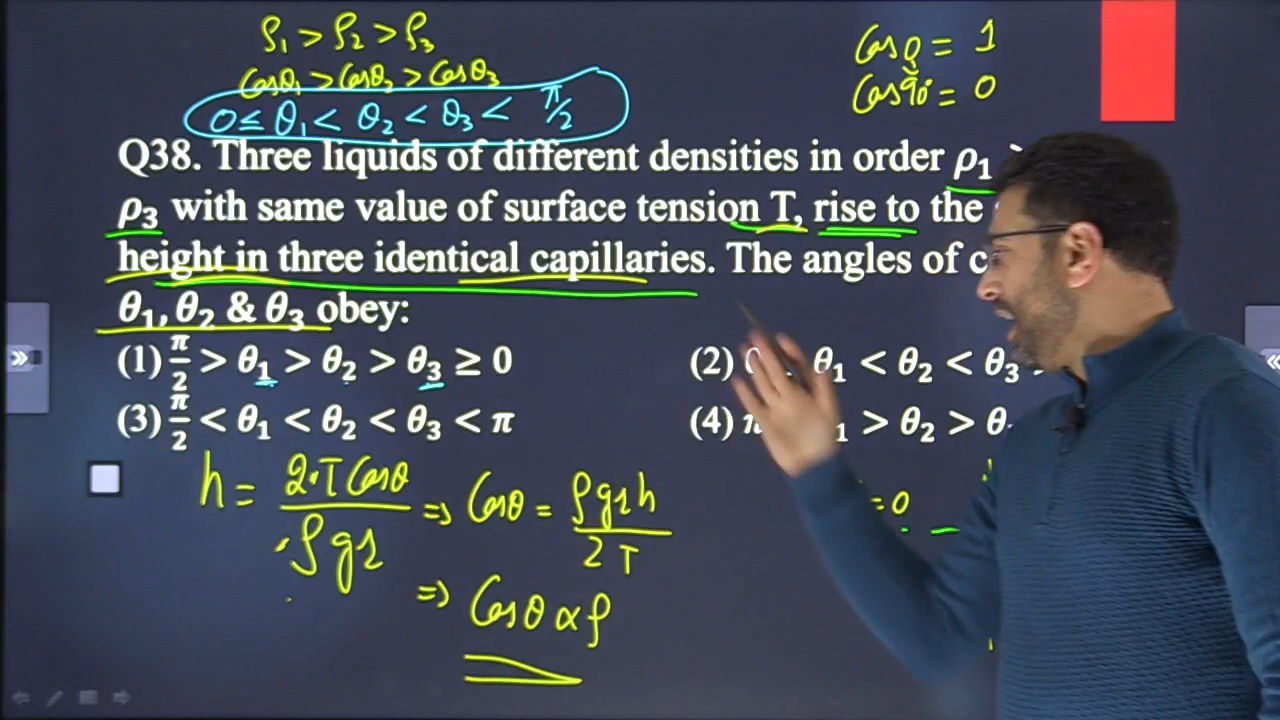 ρ₁ > ρ₂ > ρ₃
Cosθ₁ > Cosθ₂ > Cosθ₃
0 ≤ θ₁ < θ₂ < θ₃ < π/2
Cos0° = 1
Cos90° = 0
Q38. Three liquids of different densities in order ρ₁
ρ₃ with same value of surface tension T, rise to the
height in three identical capillaries. The angles of
θ₁, θ₂ & θ₃ obey:
(1) π/2 > θ₁ > θ₂ > θ₃ ≥ 0
(2) θ₁ < θ₂ < θ₃
(3) π/2 < θ₁ < θ₂ < θ₃ < π
(4) > θ₂ > θ
h = 2·T Cosθ / ρgr ⇒ Cosθ = ρgrh / 2T
= 0
⇒ Cosθ ∝ ρ